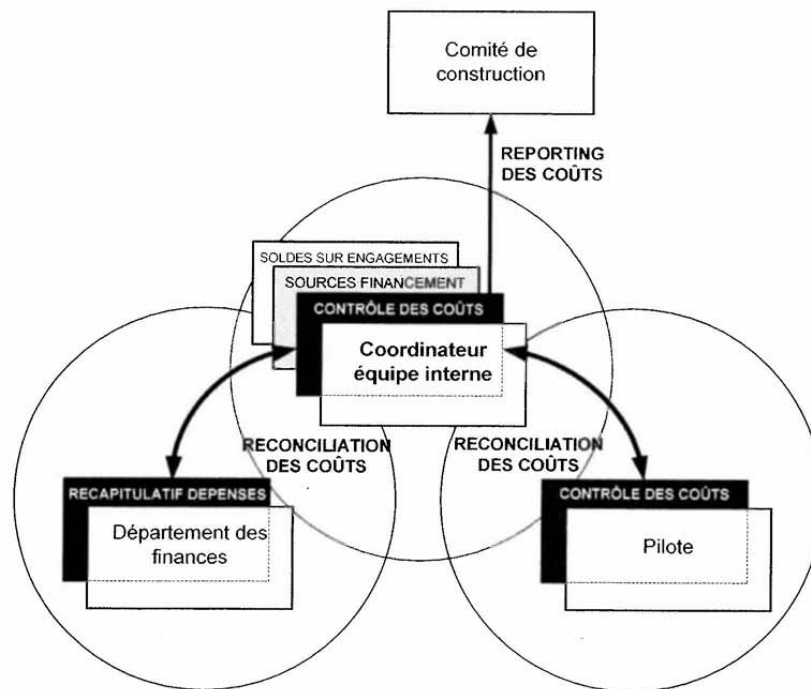 Comité de
construction
REPORTING
DES COÛTS
SOLDES SUR ENGAGEMENTS
SOURCES FINANCEMENT
CONTRÔLE DES COÛTS
Coordinateur
équipe interne
RECONCILIATION
DES COÛTS
RECONCILIATION
DES COÛTS
RECAPITULATIF DEPENSES
Département des
finances
CONTRÔLE DES COÛTS
Pilote